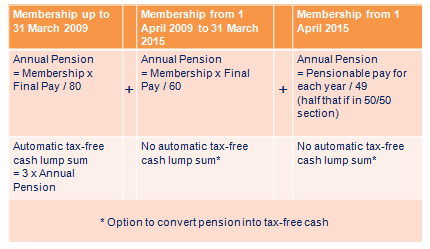 Membership up to
31 March 2009
Membership from 1
April 2009  to 31 March
2015
Membership from 1
April 2015
Annual Pension
= Membership x
Final Pay / 80
+
Annual Pension
= Membership x Final
Pay / 60
+
Annual Pension
= Pensionable pay for
each year / 49
(half that if in 50/50
section)
Automatic tax-free
cash lump sum
= 3 x Annual
Pension
No automatic tax-free
cash lump sum*
No automatic tax-free
cash lump sum*
* Option to convert pension into tax-free cash